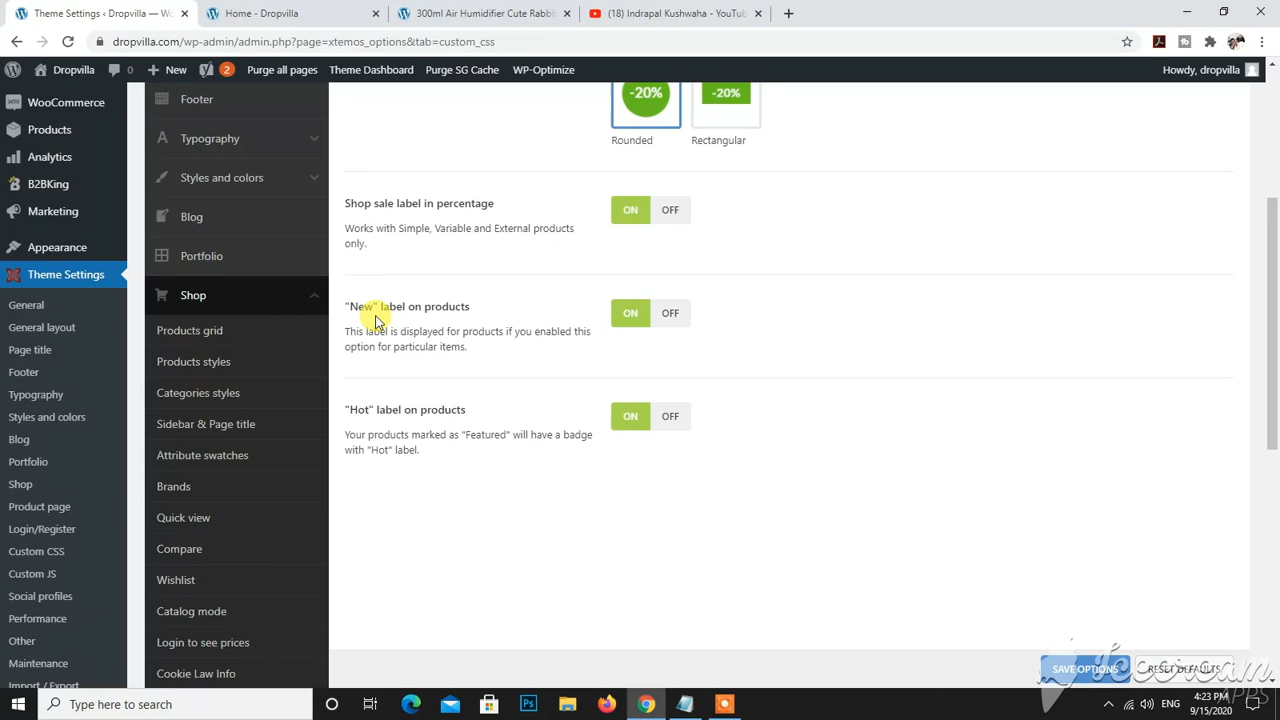 Theme Settings ‹ Dropvilla — Wo
Home - Dropvilla
300ml Air Humidifier Cute Rabbi
(18) Indrapal Kushwaha - YouTub
dropvilla.com/wp-admin/admin.php?page=xtemos_options&tab=custom_css
Dropvilla
0
New
2
Purge all pages
Theme Dashboard
Purge SG Cache
WP-Optimize
Howdy, dropvilla
WooCommerce
Products
Analytics
B2BKing
Marketing
Appearance
Theme Settings
General
General layout
Page title
Footer
Typography
Styles and colors
Blog
Portfolio
Shop
Product page
Login/Register
Custom CSS
Custom JS
Social profiles
Performance
Other
Maintenance
Import / Export
Footer
Typography
Styles and colors
Blog
Portfolio
Shop
Products grid
Products styles
Categories styles
Sidebar & Page title
Attribute swatches
Brands
Quick view
Compare
Wishlist
Catalog mode
Login to see prices
Cookie Law Info
-20%
-20%
Rounded
Rectangular
Shop sale label in percentage
Works with Simple, Variable and External products
only.
ON
OFF
"New" label on products
This label is displayed for products if you enabled this
option for particular items.
ON
OFF
"Hot" label on products
Your products marked as "Featured" will have a badge
with "Hot" label.
ON
OFF
SAVE OPTIONS
RESET DEFAULTS
Icecream
APPS
Type here to search
Ps
ENG
4:23 PM
9/15/2020